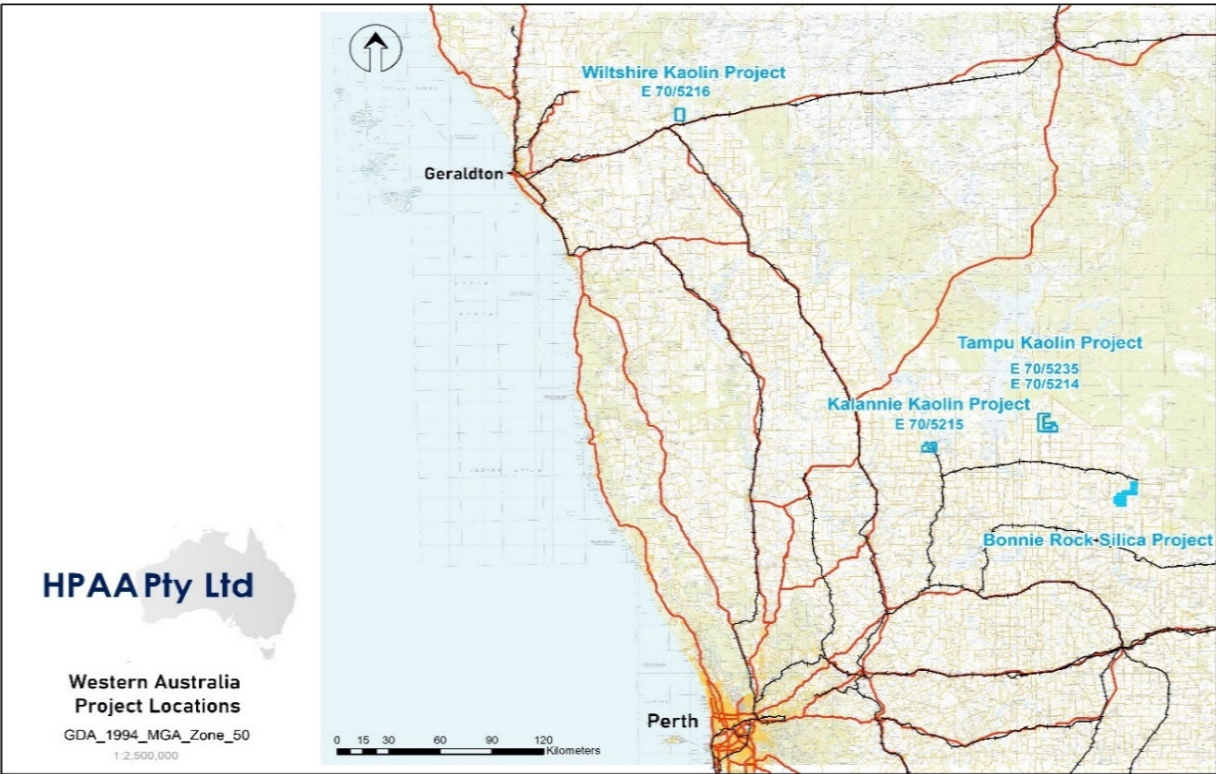 Wiltshire Kaolin Project
E 70/5216
Geraldton
Tampu Kaolin Project
E 70/5235
E 70/5214
Kalannie Kaolin Project
E 70/5215
Bonnie Rock Silica Project
HPAA Pty Ltd
Western Australia
Project Locations
GDA_1994_MGA_Zone_50
1:2,500,000
Perth
0 15 30 60 90 120
Kilometers